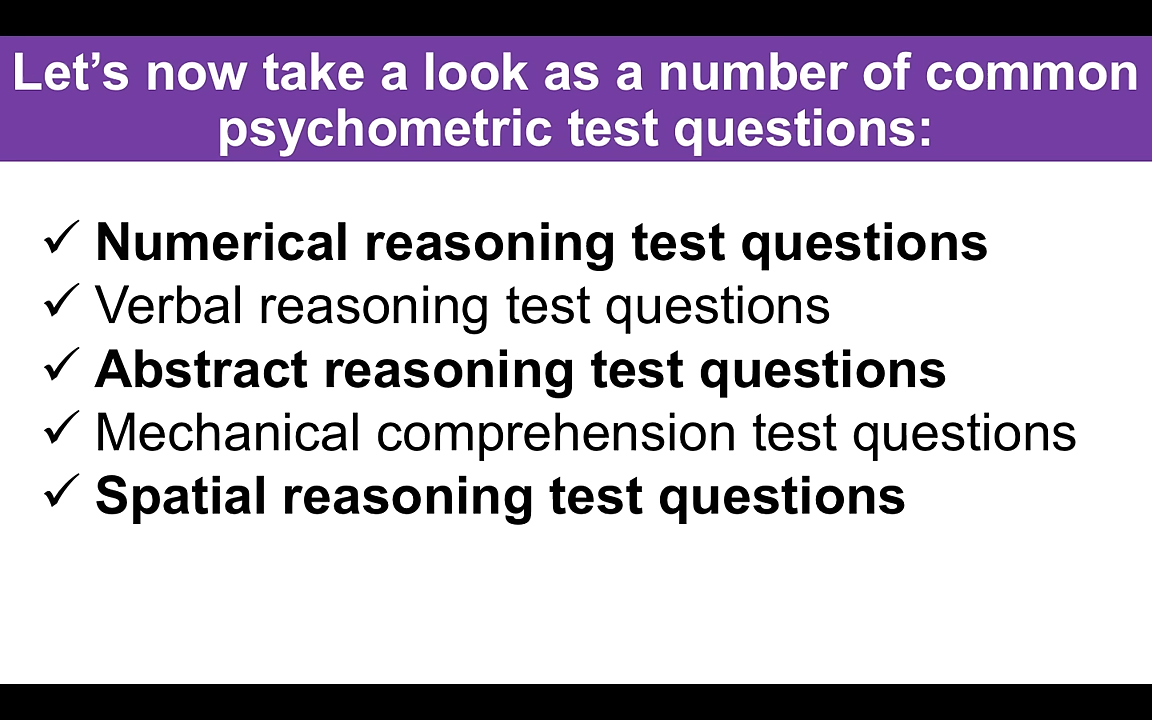 Let’s now take a look as a number of common
psychometric test questions:
✓ Numerical reasoning test questions
✓ Verbal reasoning test questions
✓ Abstract reasoning test questions
✓ Mechanical comprehension test questions
✓ Spatial reasoning test questions